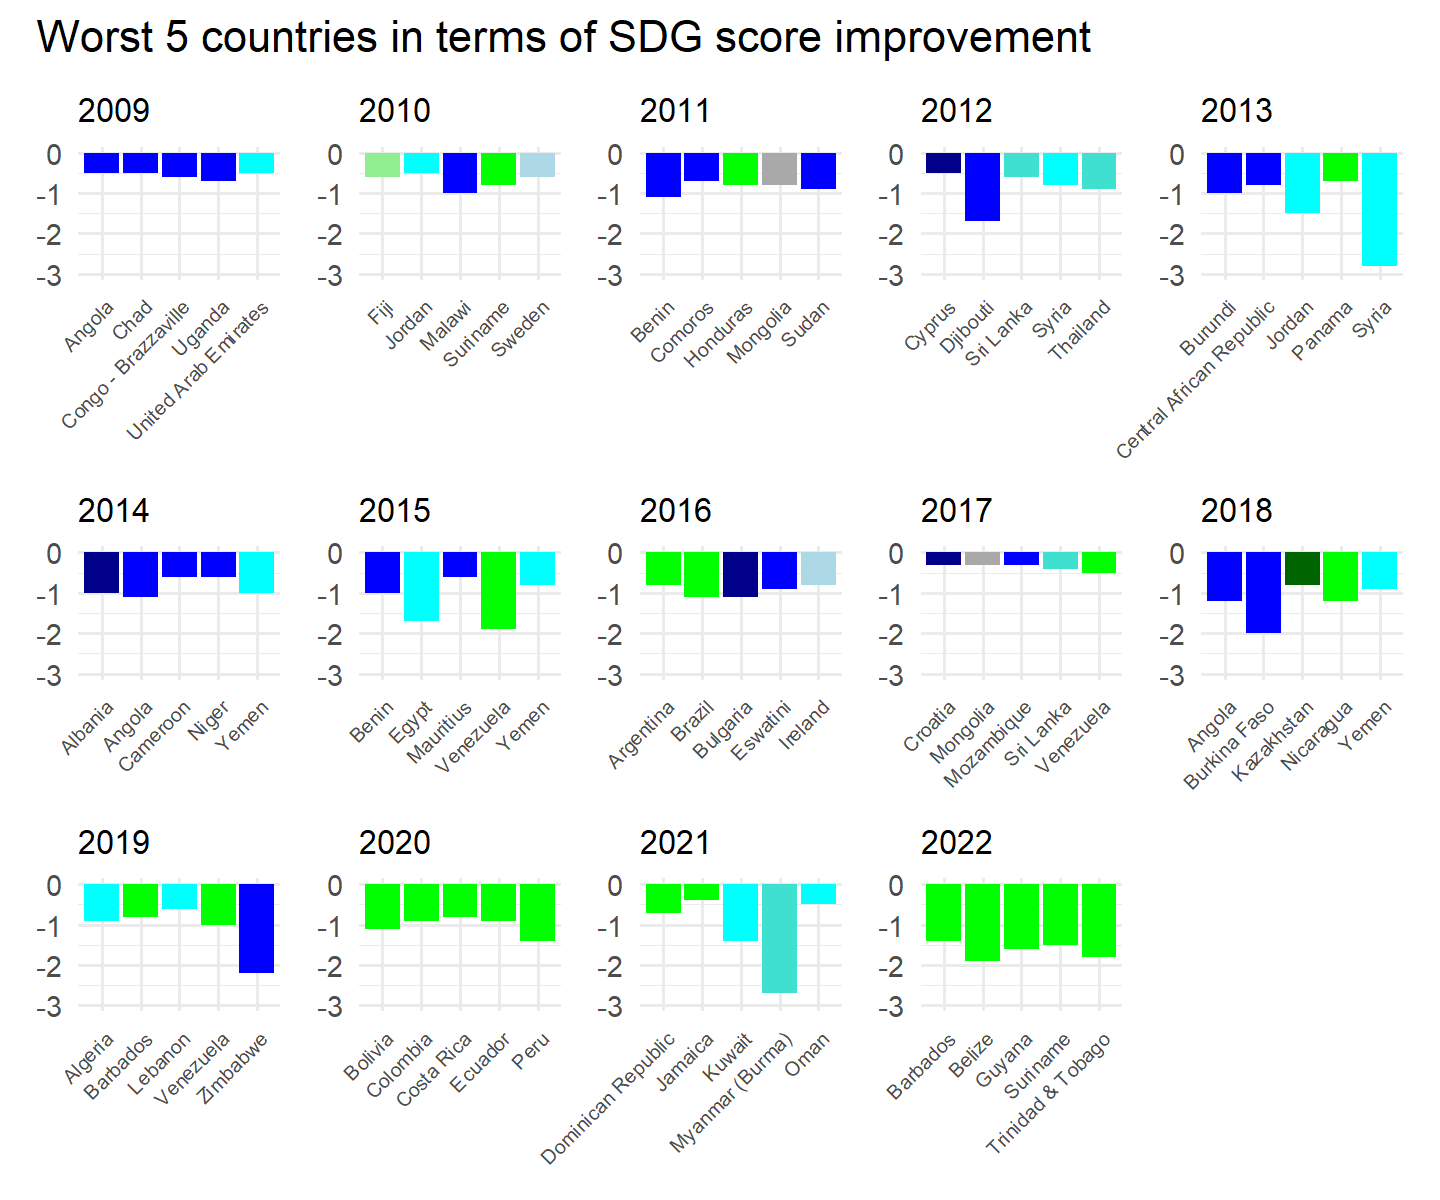 Worst 5 countries in terms of SDG score improvement
2009
0
-1
-2
-3
Angola
Chad
Congo - Brazzaville
Uganda
United Arab Emirates
2010
0
-1
-2
-3
Fiji
Jordan
Malawi
Suriname
Sweden
2011
0
-1
-2
-3
Benin
Comoros
Honduras
Mongolia
Sudan
2012
0
-1
-2
-3
Cyprus
Djibouti
Sri Lanka
Syria
Thailand
2013
0
-1
-2
-3
Burundi
Central African Republic
Jordan
Panama
Syria
2014
0
-1
-2
-3
Albania
Angola
Cameroon
Niger
Yemen
2015
0
-1
-2
-3
Benin
Egypt
Mauritius
Venezuela
Yemen
2016
0
-1
-2
-3
Argentina
Brazil
Bulgaria
Eswatini
Ireland
2017
0
-1
-2
-3
Croatia
Mongolia
Mozambique
Sri Lanka
Venezuela
2018
0
-1
-2
-3
Angola
Burkina Faso
Kazakhstan
Nicaragua
Yemen
2019
0
-1
-2
-3
Algeria
Barbados
Lebanon
Venezuela
Zimbabwe
2020
0
-1
-2
-3
Bolivia
Colombia
Costa Rica
Ecuador
Peru
2021
0
-1
-2
-3
Dominican Republic
Jamaica
Kuwait
Myanmar (Burma)
Oman
2022
0
-1
-2
-3
Barbados
Belize
Guyana
Suriname
Trinidad & Tobago